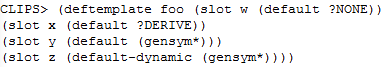 CLIPS> (deftemplate foo (slot w (default ?NONE))
(slot x (default ?DERIVE))
(slot y (default (gensym*)))
(slot z (default-dynamic (gensym*))))